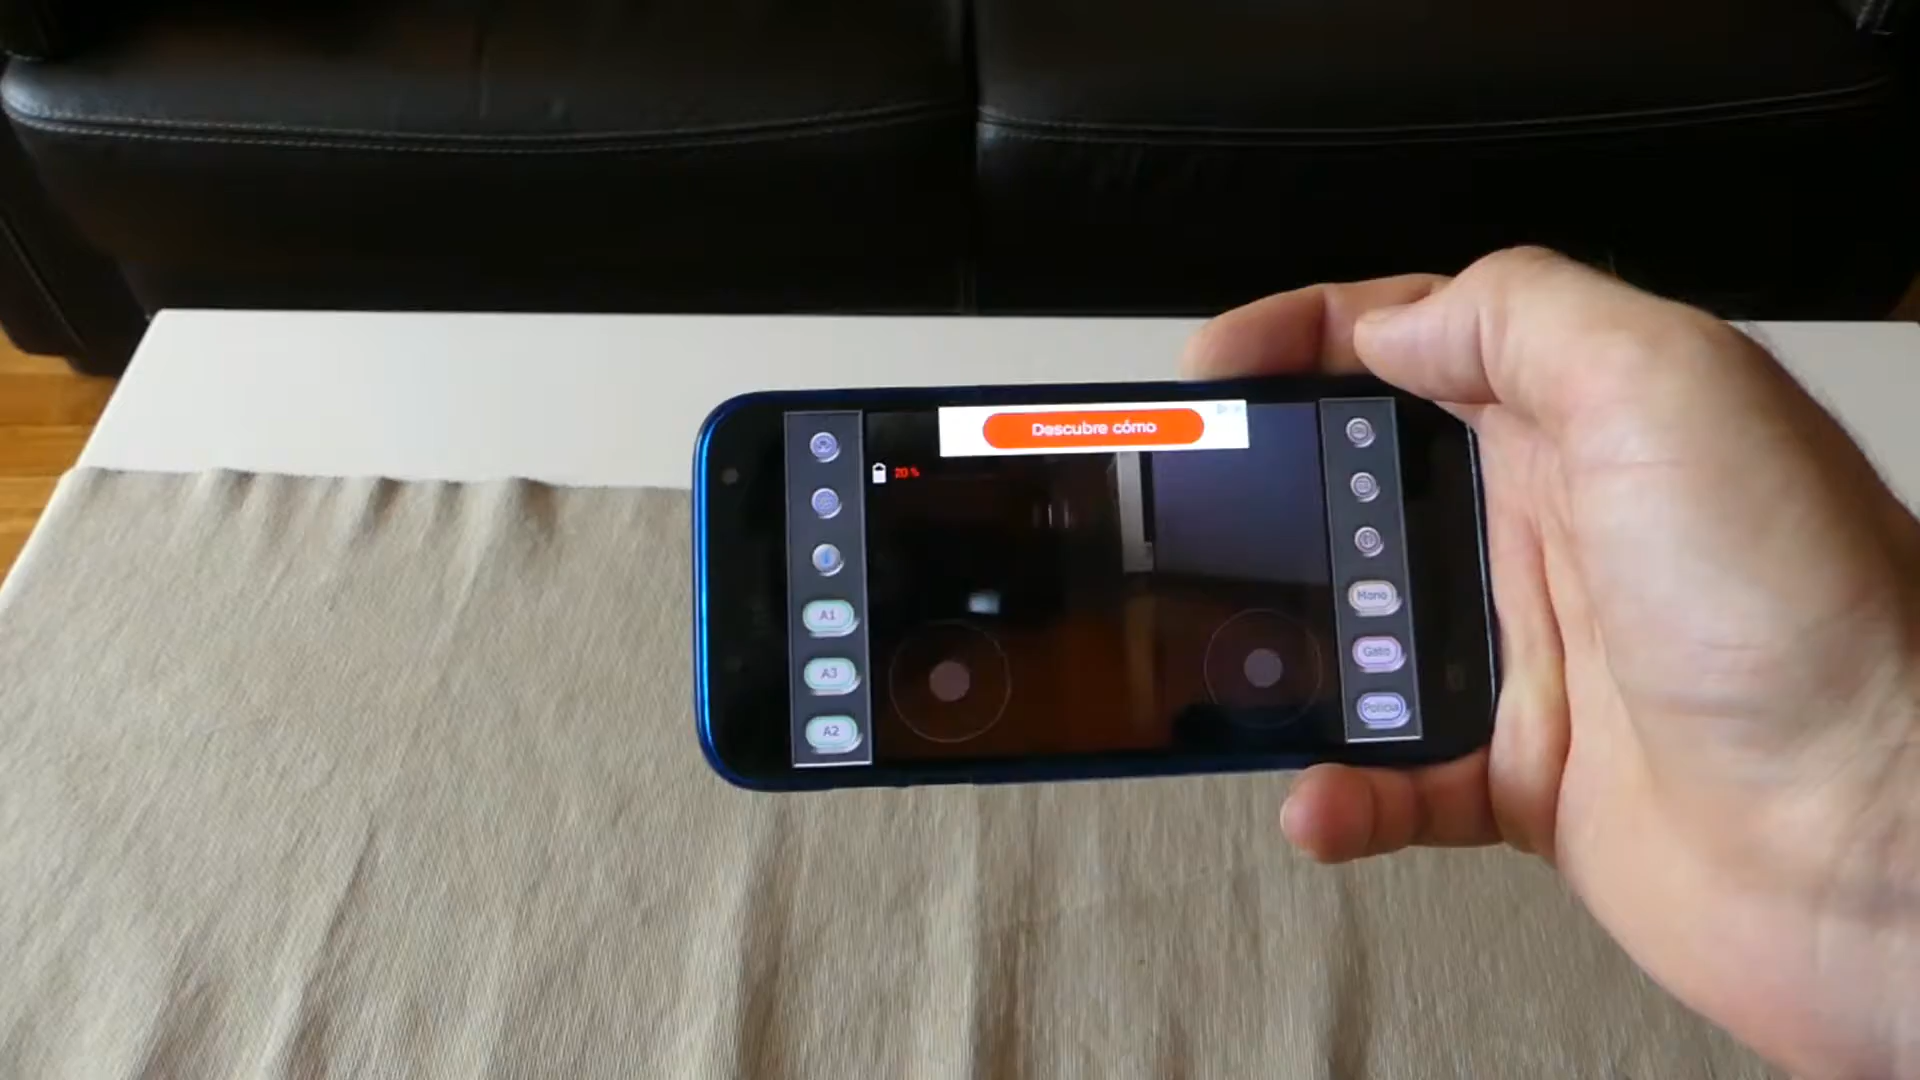 Descubre cómo
20 %
A1
A3
A2
Mono
Gato
Policia